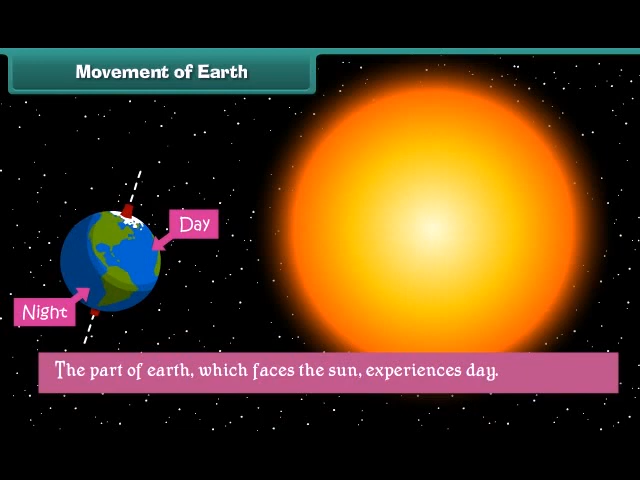 Movement of Earth
Day
Night
The part of earth, which faces the sun, experiences day.